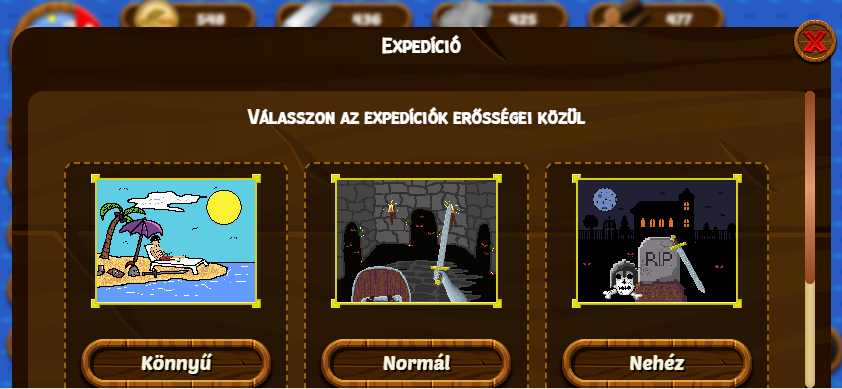 548 436 425 477
Expedíció
X
Válasszon az expedíciók erősségei közül
RIP
Könnyű Normál Nehéz